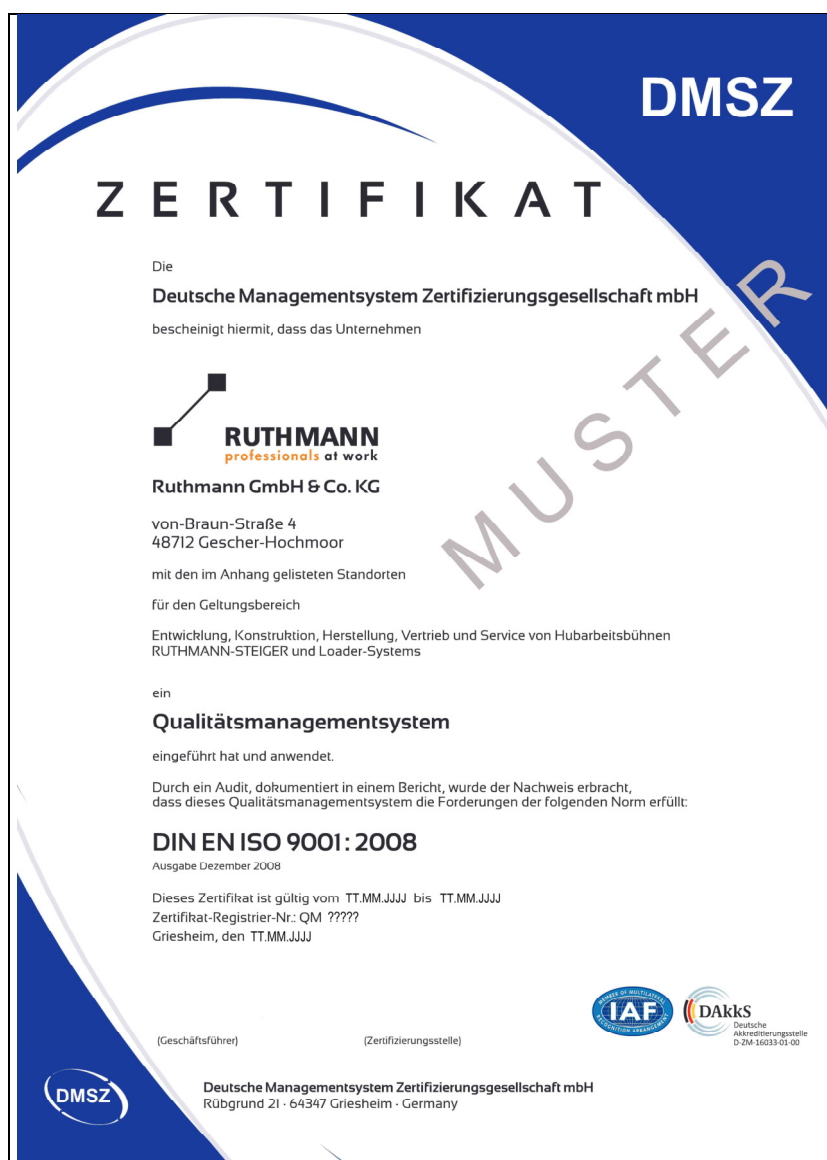 DMSZ
ZERTIFIKAT
Die
Deutsche Managementsystem Zertifizierungsgesellschaft mbH
bescheinigt hiermit, dass das Unternehmen
MUSTER
RUTHMANN
professionals at work
Ruthmann GmbH & Co. KG
von-Braun-Straße 4
48712 Gescher-Hochmoor
mit den im Anhang gelisteten Standorten
für den Geltungsbereich
Entwicklung, Konstruktion, Herstellung, Vertrieb und Service von Hubarbeitsbühnen
RUTHMANN-STEIGER und Loader-Systems
ein
Qualitätsmanagementsystem
eingeführt hat und anwendet.
Durch ein Audit, dokumentiert in einem Bericht, wurde der Nachweis erbracht,
dass dieses Qualitätsmanagementsystem die Forderungen der folgenden Norm erfüllt:
DIN EN ISO 9001: 2008
Ausgabe Dezember 2008
Dieses Zertifikat ist gültig vom TT.MM.JJJJ bis TT.MM.JJJJ
Zertifikat-Registrier-Nr.: QM ?????
Griesheim, den TT.MM.JJJJ
MEMBER OF MULTILATERAL
IAF
RECOGNITION ARRANGEMENT
DAkkS
Deutsche
Akkreditierungsstelle
D-ZM-16033-01-00
(Geschäftsführer) (Zertifizierungsstelle)
DMSZ
Deutsche Managementsystem Zertifizierungsgesellschaft mbH
Rübgrund 21 · 64347 Griesheim · Germany